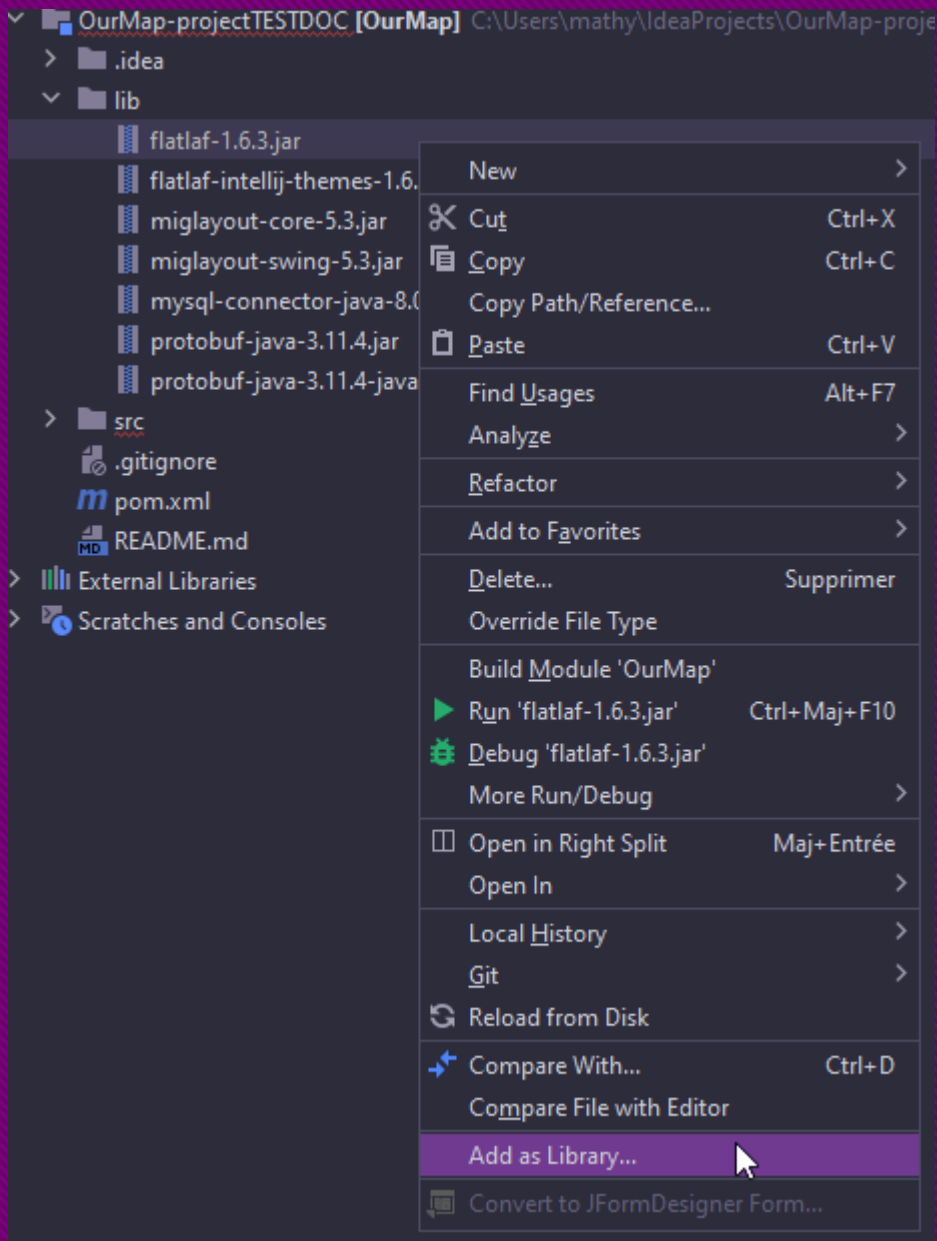 OurMap-projectTESTDOC [OurMap] C:\Users\mathy\IdeaProjects\OurMap-proje
.idea
lib
flatlaf-1.6.3.jar
flatlaf-intellij-themes-1.6.
miglayout-core-5.3.jar
miglayout-swing-5.3.jar
mysql-connector-java-8.0
protobuf-java-3.11.4.jar
protobuf-java-3.11.4-java
src
.gitignore
m pom.xml
MD README.md
External Libraries
Scratches and Consoles
New
Cut Ctrl+X
Copy Ctrl+C
Copy Path/Reference...
Paste Ctrl+V
Find Usages Alt+F7
Analyze
Refactor
Add to Favorites
Delete... Supprimer
Override File Type
Build Module 'OurMap'
Run 'flatlaf-1.6.3.jar' Ctrl+Maj+F10
Debug 'flatlaf-1.6.3.jar'
More Run/Debug
Open in Right Split Maj+Entrée
Open In
Local History
Git
Reload from Disk
Compare With... Ctrl+D
Compare File with Editor
Add as Library...
Convert to JFormDesigner Form...